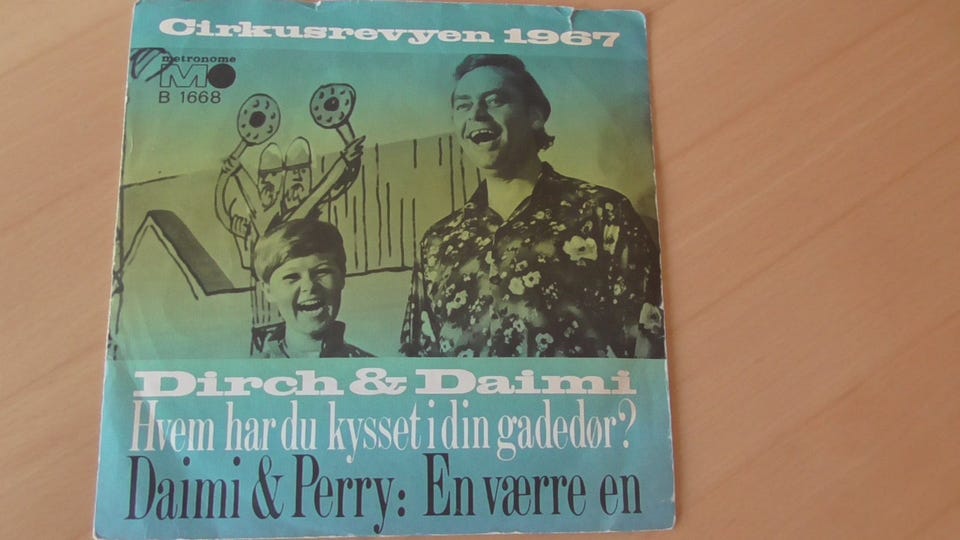 Cirkusrevyen 1967
metronome
MO
B 1668
Dirch & Daimi
Hvem har du kysset i din gadedør?
Daimi & Perry: En værre en